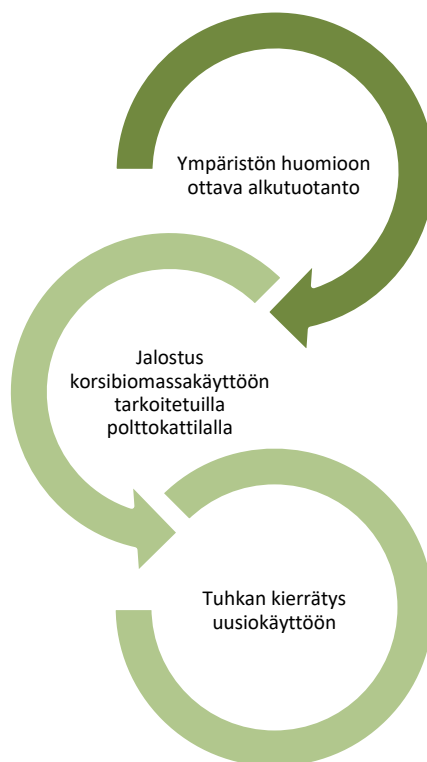 Ympäristön huomioon
ottava alkutuotanto
Jalostus
korsibiomassakäyttöön
tarkoitetuilla
polttokattilalla
Tuhkan kierrätys
uusiokäyttöön